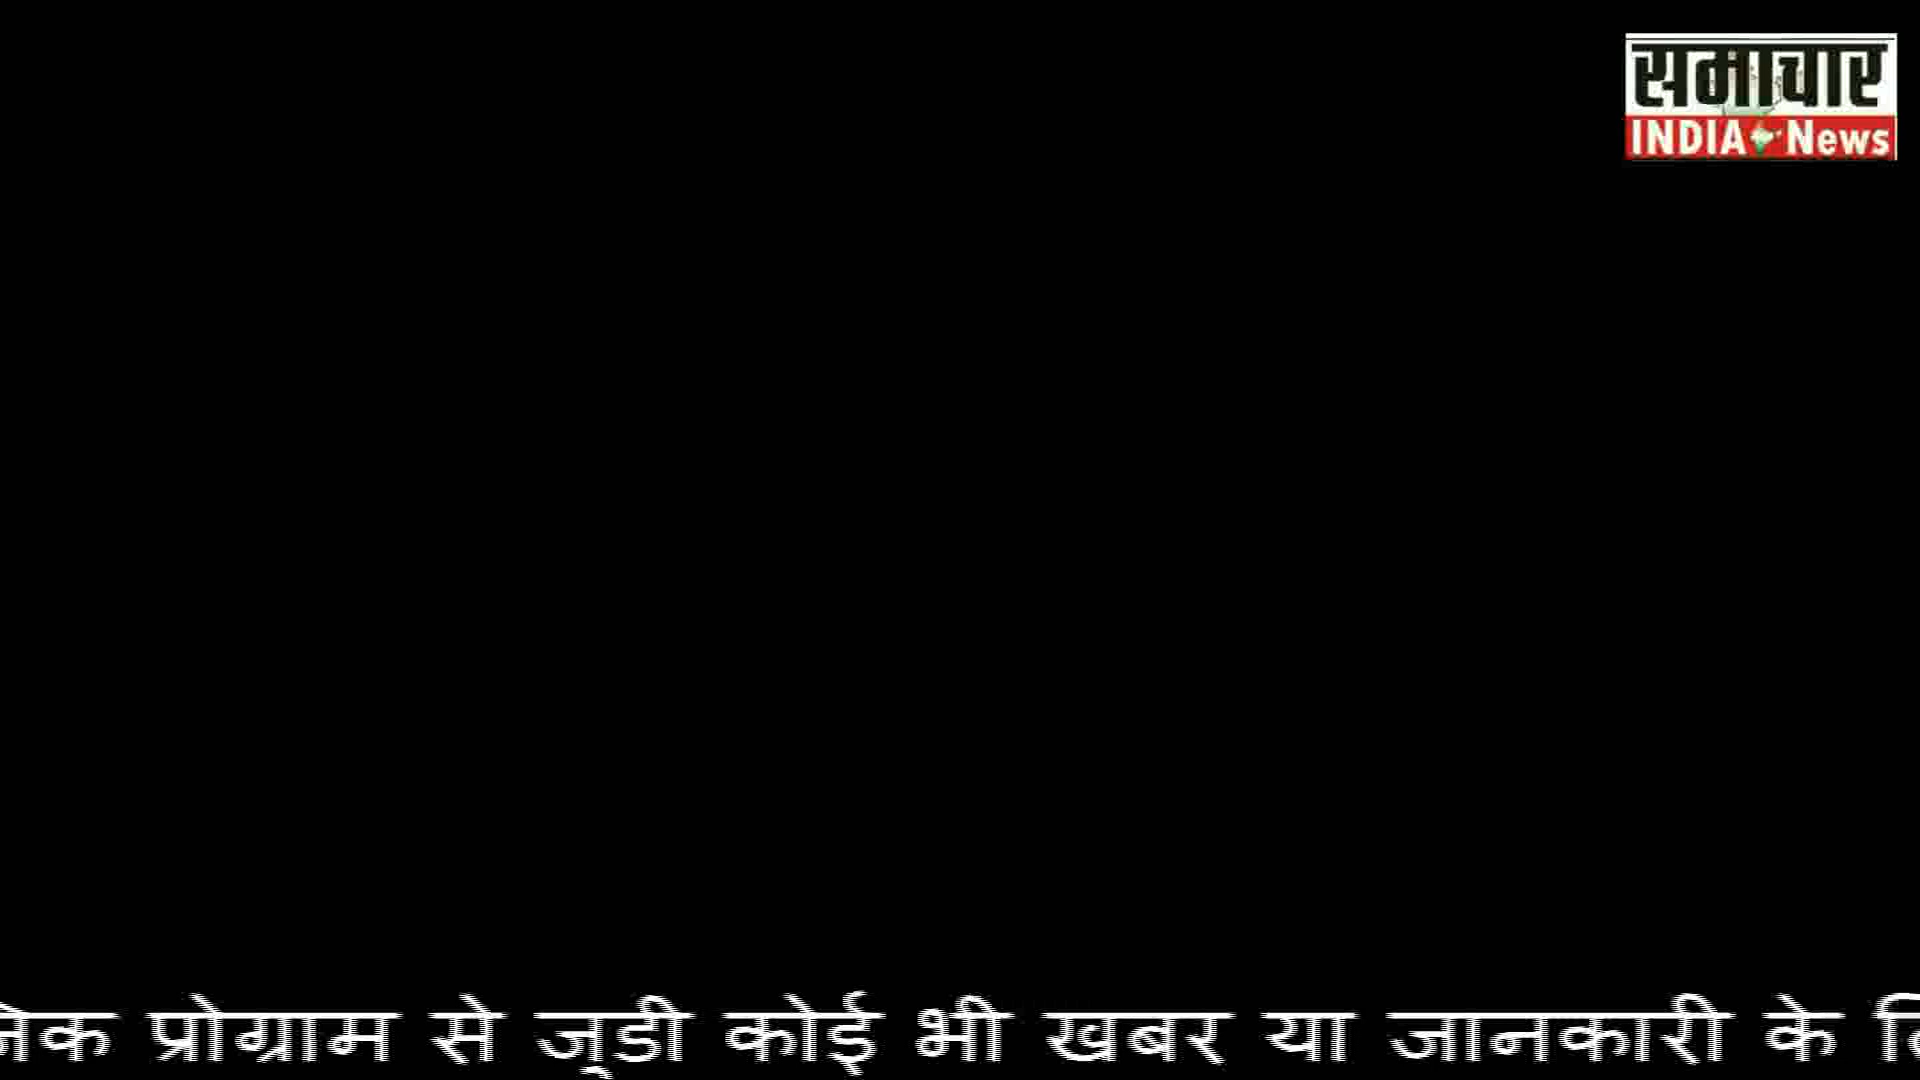 समाचार
INDIA News
प्रोग्राम से जुडी कोई भी खबर या जानकारी के